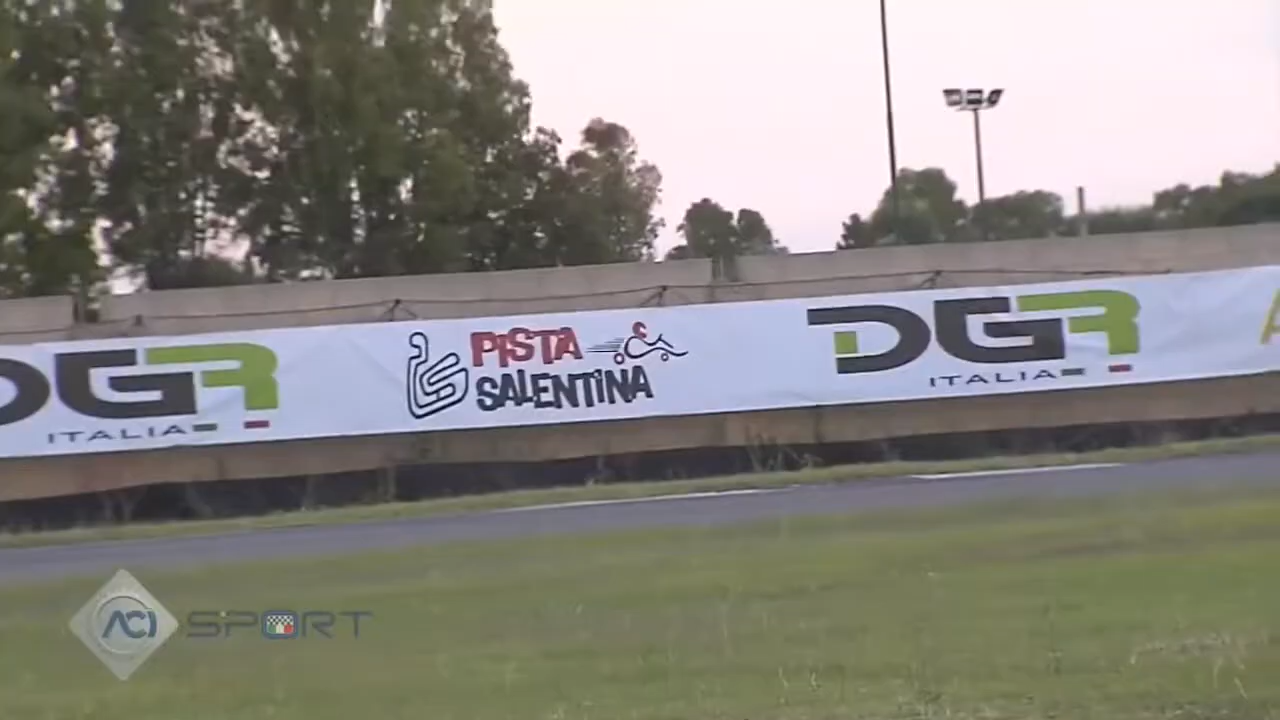 DGR
ITALIA
PISTA
SALENTINA
DGR
ITALIA
ACI SPORT